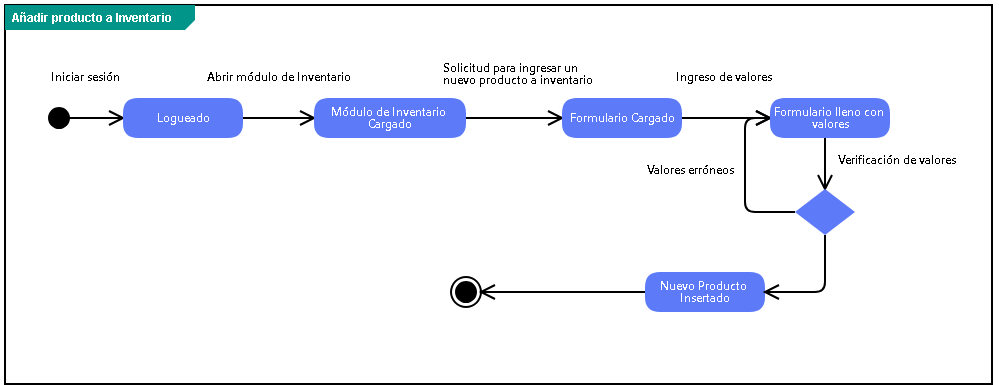 Añadir producto a Inventario
Iniciar sesión
Abrir módulo de Inventario
Solicitud para ingresar un
nuevo producto a inventario
Ingreso de valores
Logueado
Módulo de Inventario
Cargado
Formulario Cargado
Formulario lleno con
valores
Valores erróneos
Verificación de valores
Nuevo Producto
Insertado